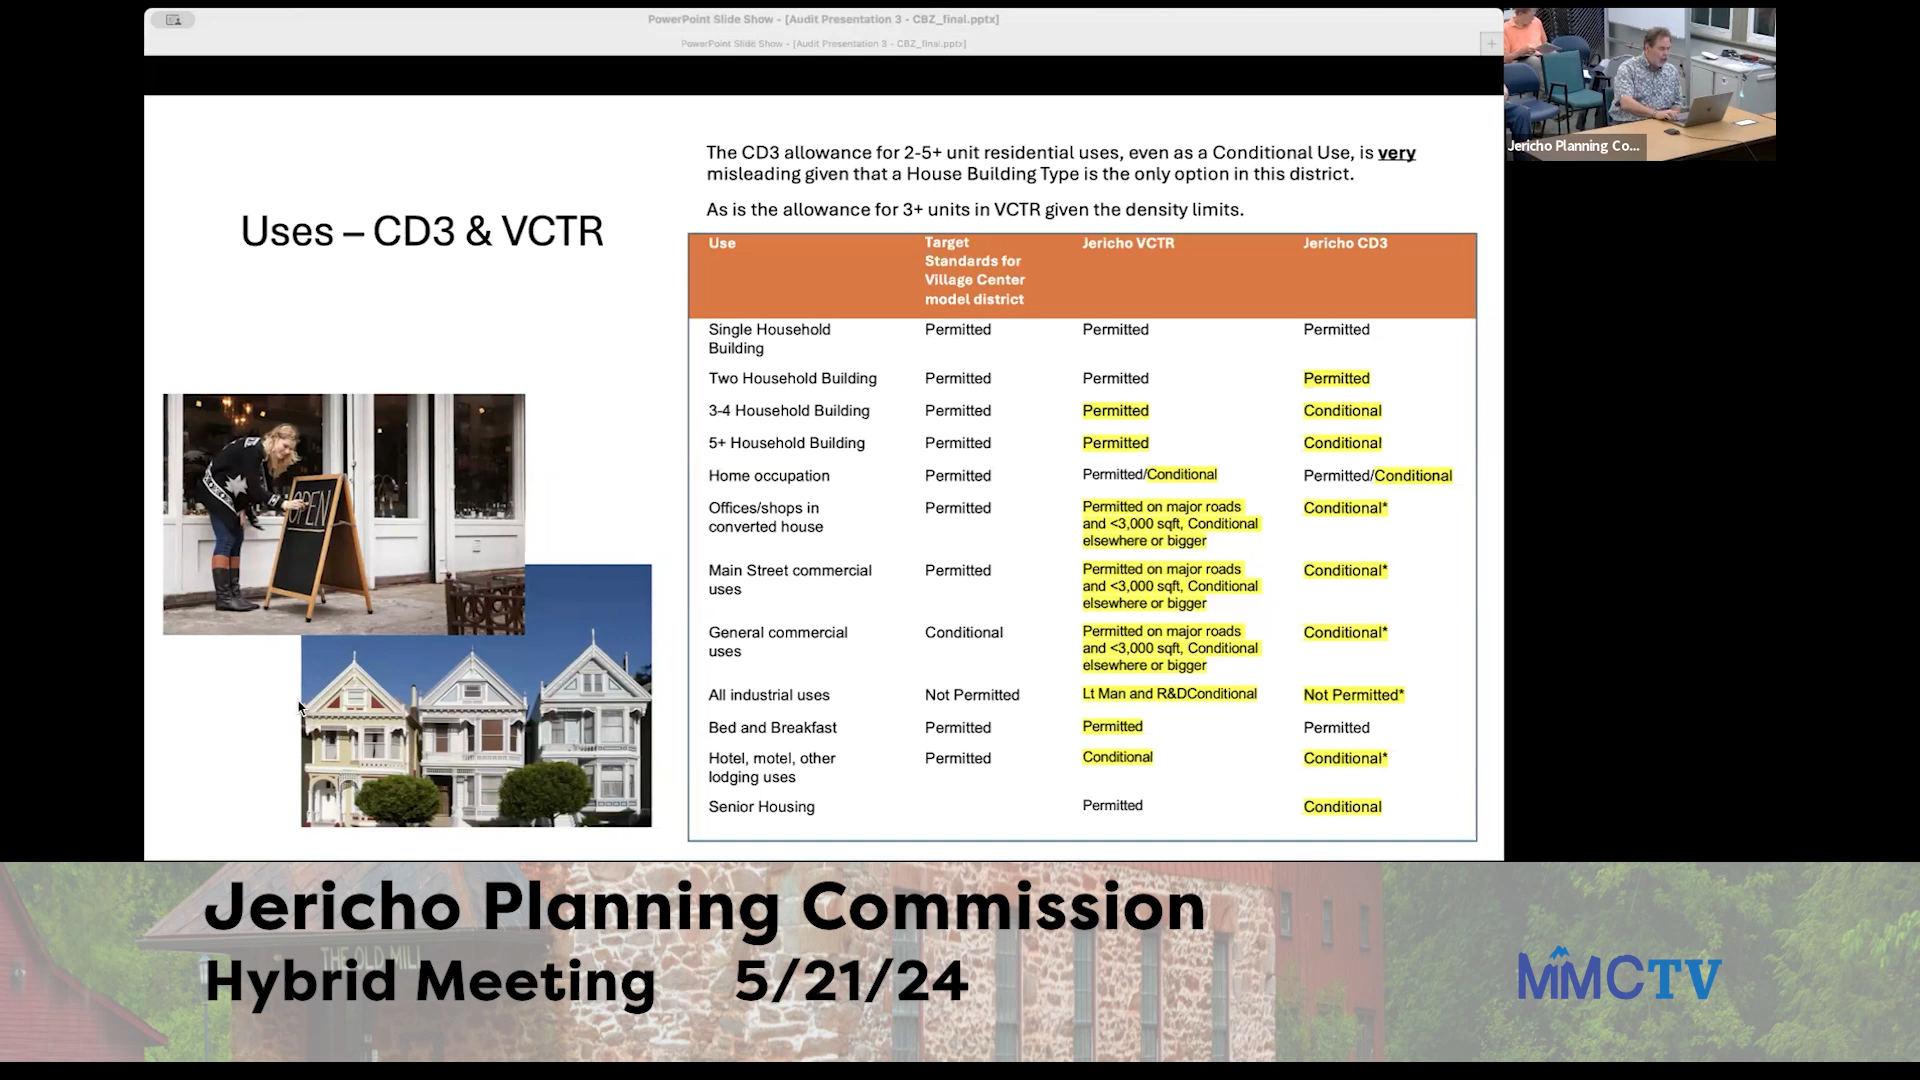 PowerPoint Slide Show - [Audit Presentation 3 - CBZ_final.pptx]
PowerPoint Slide Show - [Audit Presentation 3 - CBZ_final.pptx]
Jericho Planning Co...
Uses – CD3 & VCTR
The CD3 allowance for 2-5+ unit residential uses, even as a Conditional Use, is very
misleading given that a House Building Type is the only option in this district.
As is the allowance for 3+ units in VCTR given the density limits.
Use
Target
Standards for
Village Center
model district
Jericho VCTR
Jericho CD3
Single Household
Building
Permitted
Permitted
Permitted
Two Household Building
Permitted
Permitted
Permitted
3-4 Household Building
Permitted
Permitted
Conditional
5+ Household Building
Permitted
Permitted
Conditional
Home occupation
Permitted
Permitted/Conditional
Permitted/Conditional
Offices/shops in
converted house
Permitted
Permitted on major roads
and <3,000 sqft, Conditional
elsewhere or bigger
Conditional*
Main Street commercial
uses
Permitted
Permitted on major roads
and <3,000 sqft, Conditional
elsewhere or bigger
Conditional*
General commercial
uses
Conditional
Permitted on major roads
and <3,000 sqft, Conditional
elsewhere or bigger
Conditional*
All industrial uses
Not Permitted
Lt Man and R&DConditional
Not Permitted*
Bed and Breakfast
Permitted
Permitted
Permitted
Hotel, motel, other
lodging uses
Permitted
Conditional
Conditional*
Senior Housing
Permitted
Conditional
OPEN
Jericho Planning Commission
THE OLD MILL
Hybrid Meeting 5/21/24
MMCTV